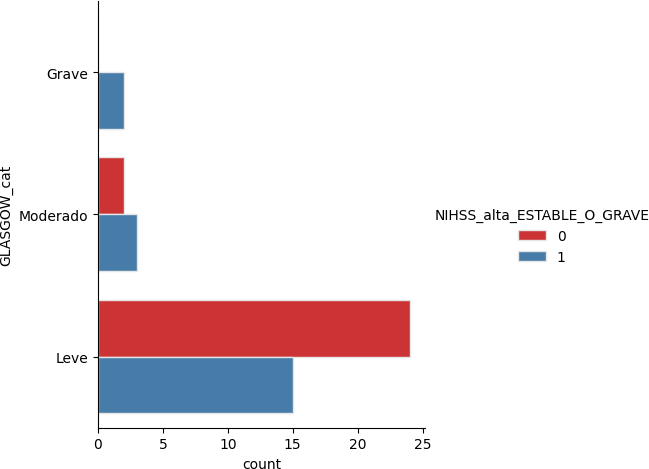 GLASGOW_cat
Grave
Moderado
Leve
0 5 10 15 20 25
count
NIHSS_alta_ESTABLE_O_GRAVE
0
1